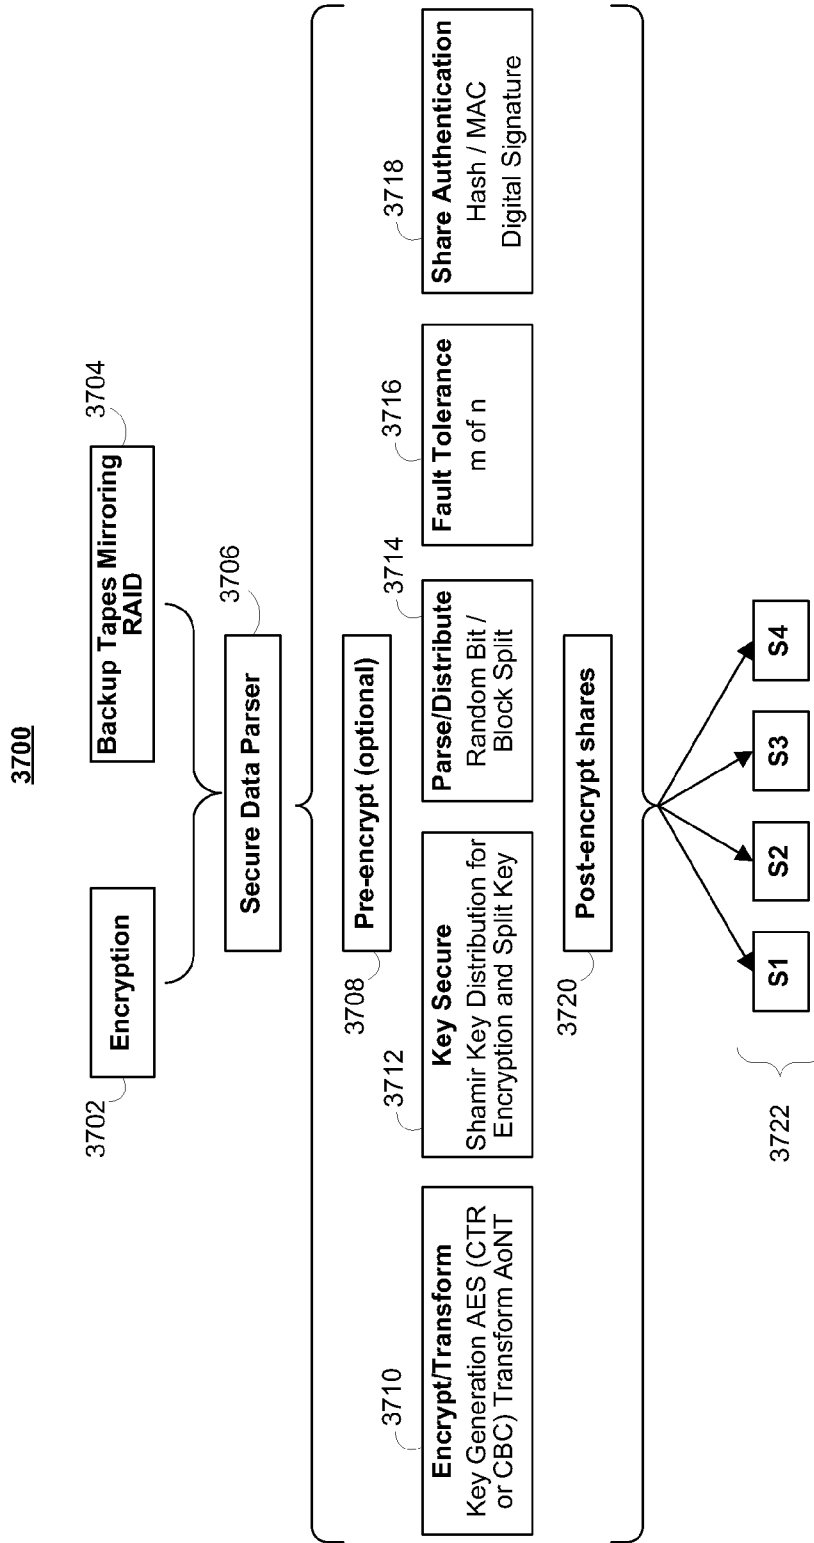 3700
3702
Encryption
Backup Tapes Mirroring
RAID
3704
Secure Data Parser
3706
3708
Pre-encrypt (optional)
3710
Encrypt/Transform
Key Generation AES (CTR
or CBC) Transform AoNT
3712
Key Secure
Shamir Key Distribution for
Encryption and Split Key
3714
Parse/Distribute
Random Bit /
Block Split
3716
Fault Tolerance
m of n
3718
Share Authentication
Hash / MAC
Digital Signature
3720
Post-encrypt shares
3722
S1
S2
S3
S4